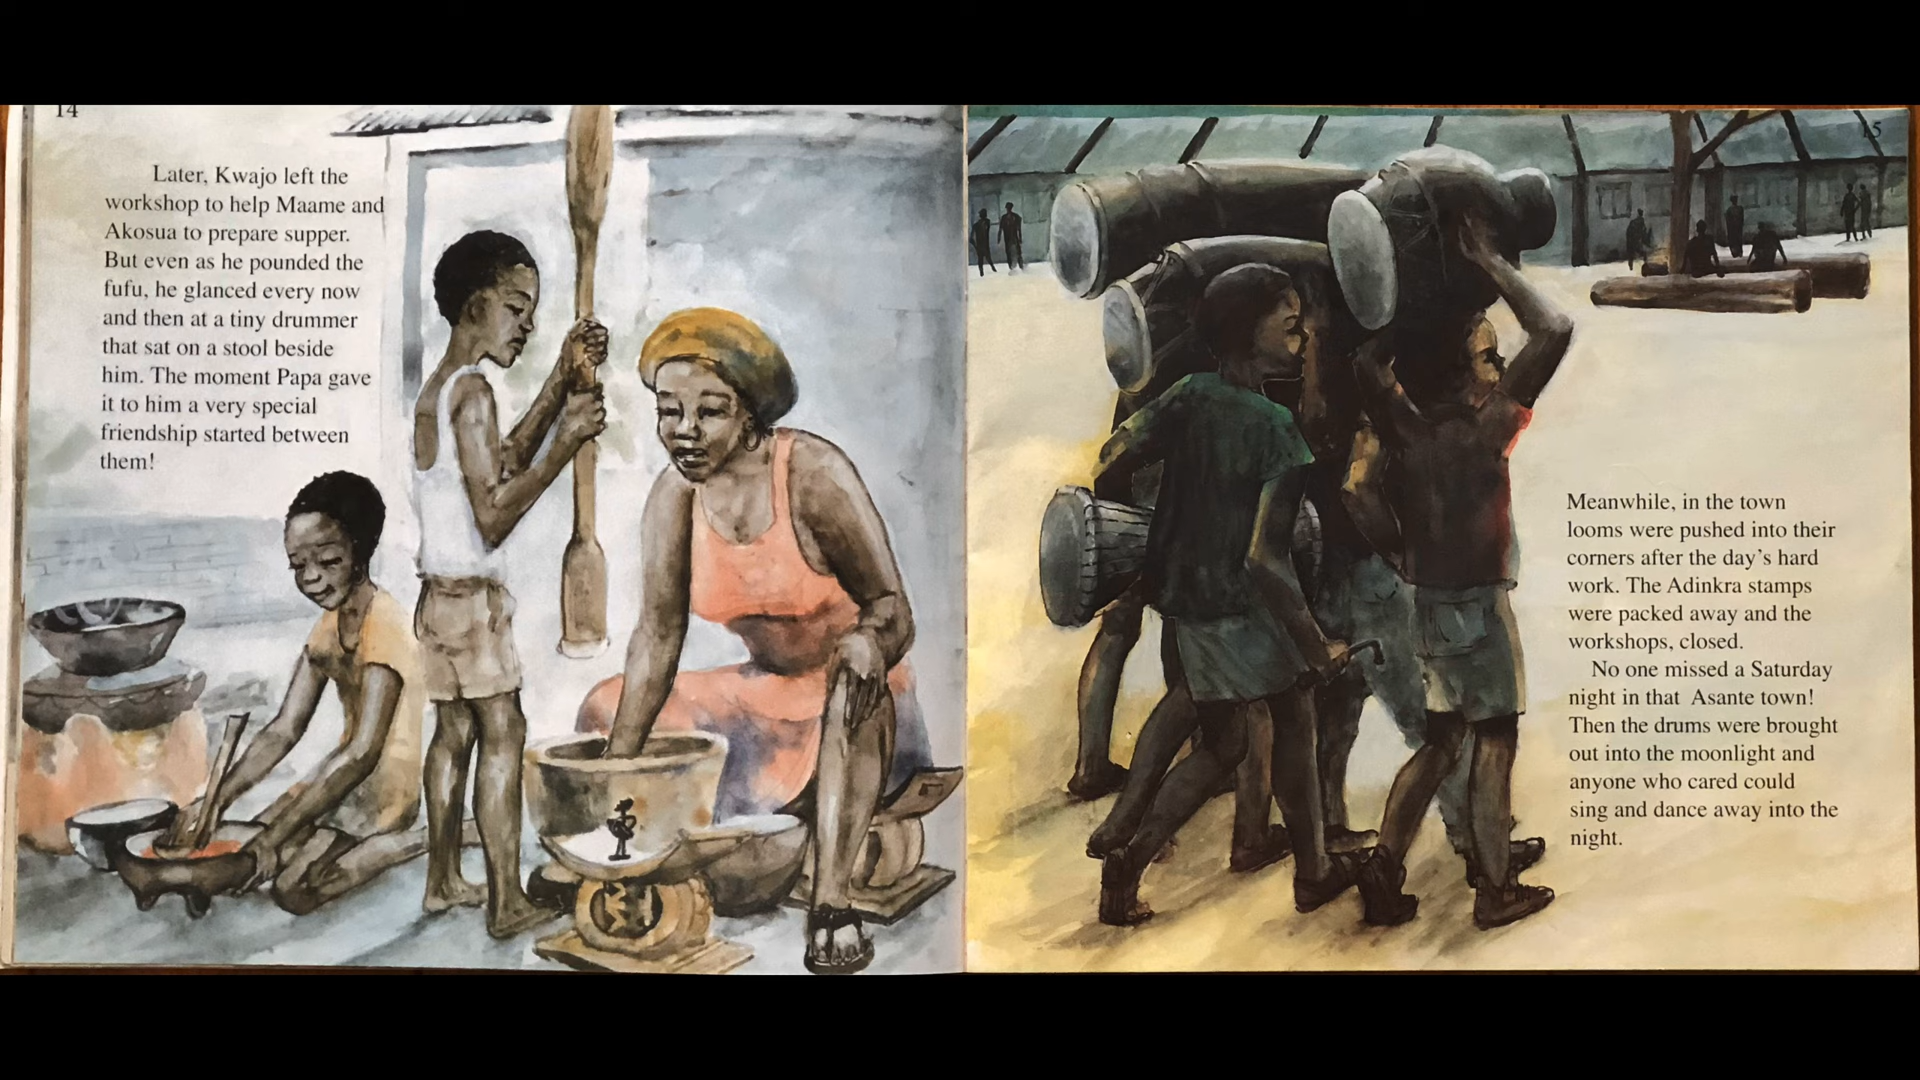 14
Later, Kwajo left the
workshop to help Maame and
Akosua to prepare supper.
But even as he pounded the
fufu, he glanced every now
and then at a tiny drummer
that sat on a stool beside
him. The moment Papa gave
it to him a very special
friendship started between
them!
15
Meanwhile, in the town
looms were pushed into their
corners after the day's hard
work. The Adinkra stamps
were packed away and the
workshops, closed.
No one missed a Saturday
night in that Asante town!
Then the drums were brought
out into the moonlight and
anyone who cared could
sing and dance away into the
night.